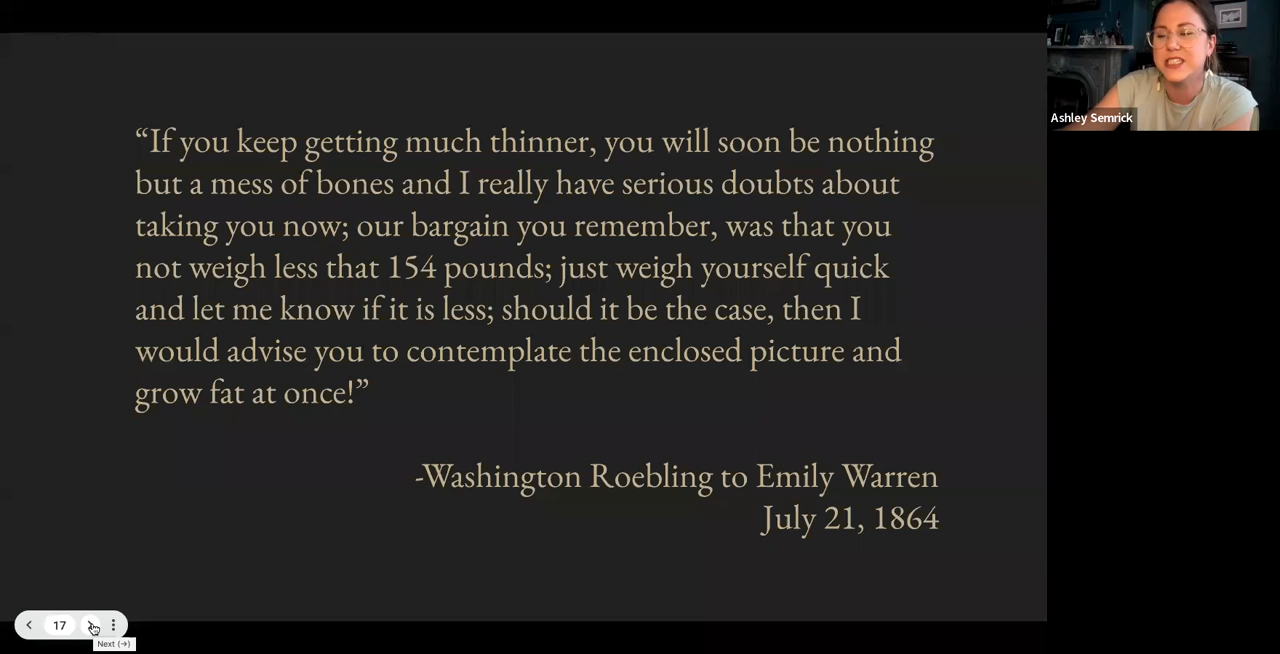 “If you keep getting much thinner, you will soon be nothing
but a mess of bones and I really have serious doubts about
taking you now; our bargain you remember, was that you
not weigh less that 154 pounds; just weigh yourself quick
and let me know if it is less; should it be the case, then I
would advise you to contemplate the enclosed picture and
grow fat at once!”
-Washington Roebling to Emily Warren
July 21, 1864
Ashley Semrick
17
Next (→)